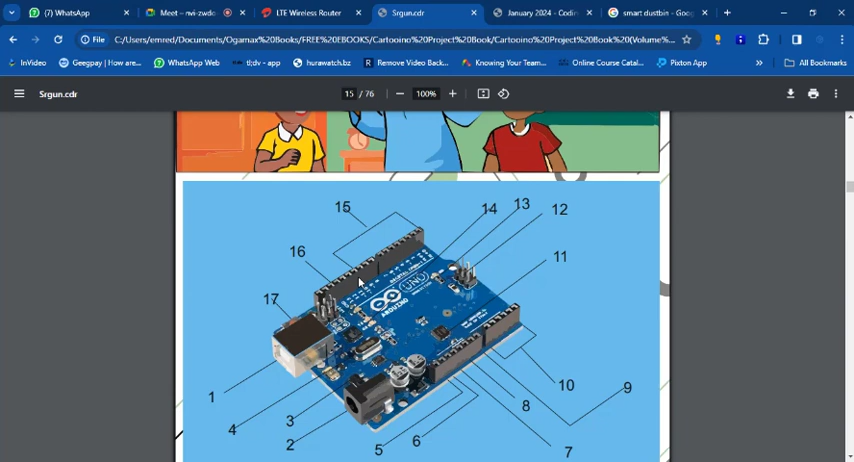 (7) WhatsApp
Meet – nvi-zwdo
LTE Wireless Router
Srgun.cdr
January 2024 - Codin
smart dustbin - Goog
File
C:/Users/emred/Documents/Ogamax%20Books/FREE%20EBOOKS/Cartooino%20Project%20Book/Cartooino%20Project%20Book%20(Volume%...
InVideo
Geegpay | How are...
WhatsApp Web
tl;dv - app
hurawatch.bz
Remove Video Back...
Knowing Your Team...
Online Course Catal...
Pixton App
»
All Bookmarks
Srgun.cdr
15 / 76
100%
15
14
13
12
16
11
17
UNO
ARDUINO
10
9
1
8
3
4
2
5
6
7